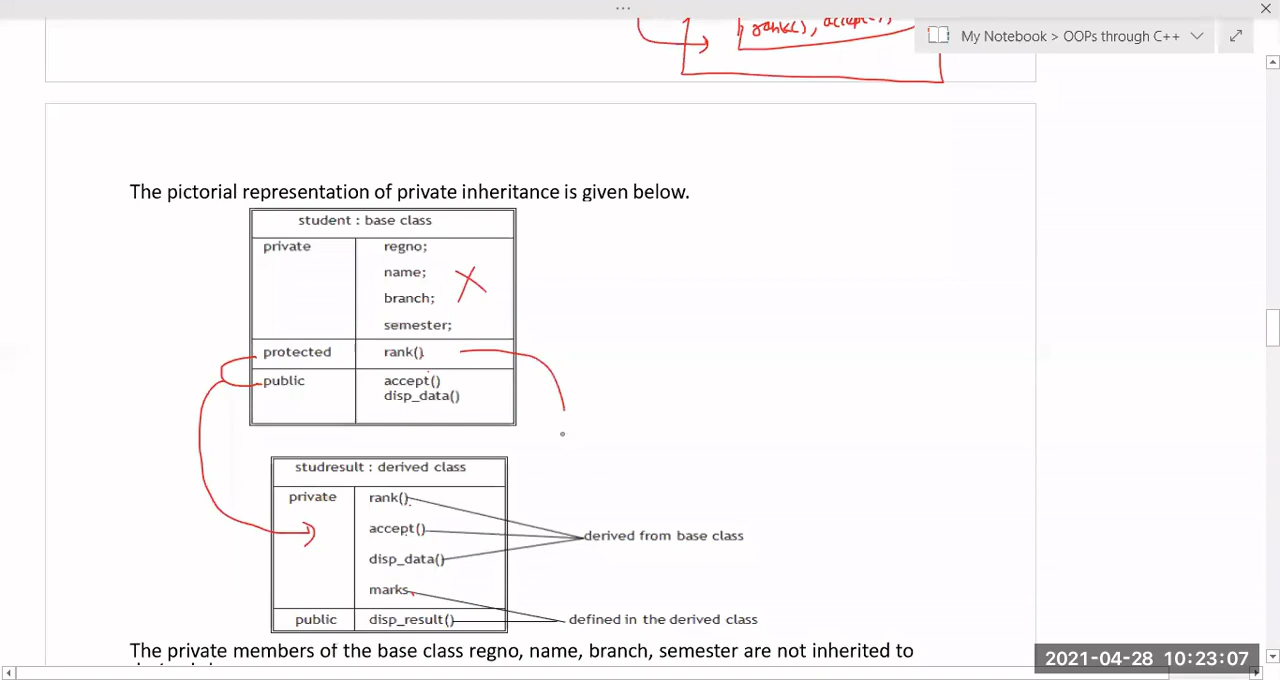 rank(), accept(),
My Notebook > OOPs through C++
The pictorial representation of private inheritance is given below.
student : base class
private regno;
name;
branch;
semester;
protected rank()
public accept()
disp_data()
studresult : derived class
private rank()
accept()
disp_data()
marks
derived from base class
public disp_result()
defined in the derived class
The private members of the base class regno, name, branch, semester are not inherited to
2021-04-28 10:23:07